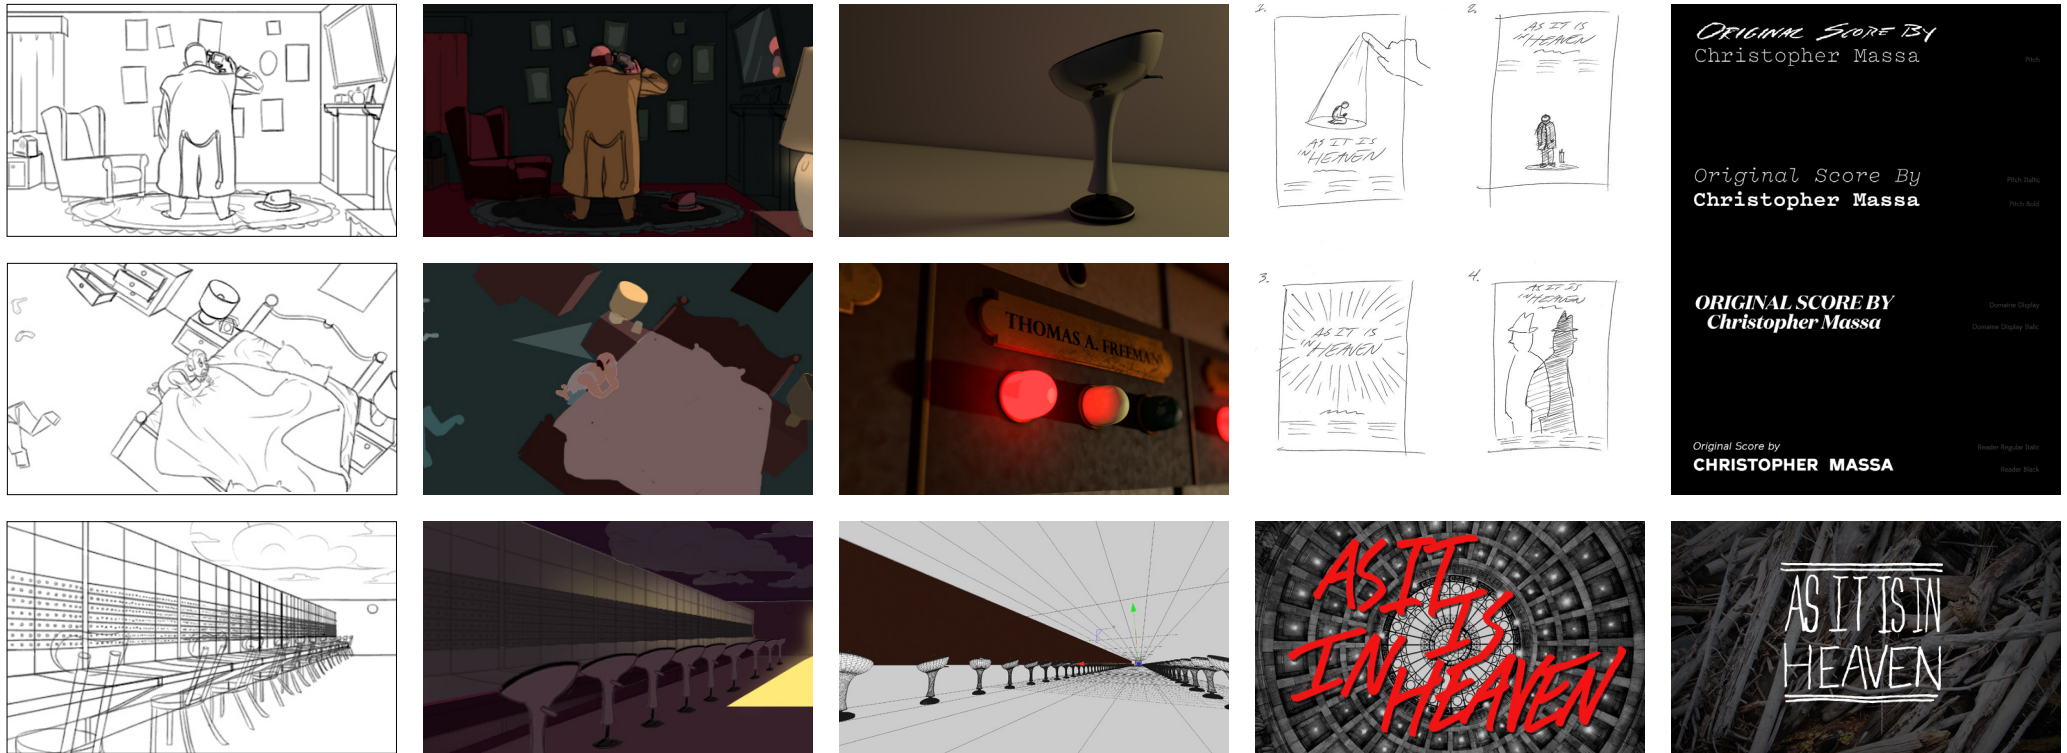 THOMAS A. FREEMAN
1.
AS IT IS
IN HEAVEN
2.
AS IT IS
IN HEAVEN
3.
AS IT IS
IN HEAVEN
4.
AS IT IS
IN HEAVEN
AS IT
IS
IN HEAVEN
ORIGINAL SCORE BY
Christopher Massa
Pitch
Original Score By
Pitch Italic
Christopher Massa
Pitch Bold
ORIGINAL SCORE BY
Domaine Display
Christopher Massa
Domaine Display Italic
Original Score by
Reader Regular Italic
CHRISTOPHER MASSA
Reader Black
AS IT IS IN
HEAVEN